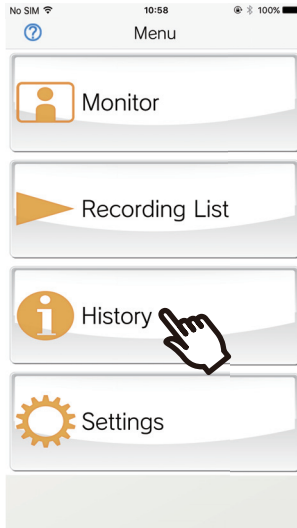 No SIM 10:58 100%
?
Menu
Monitor
Recording List
i
History
Settings